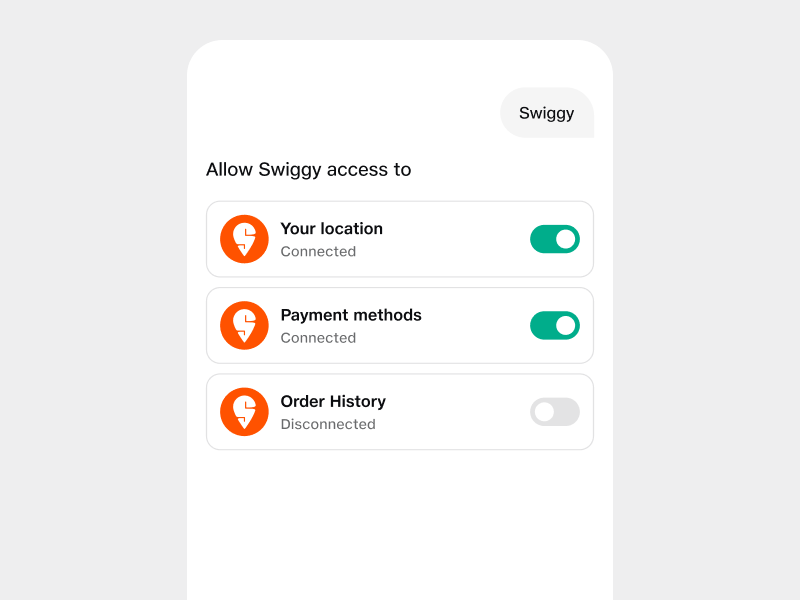 Swiggy
Allow Swiggy access to
Your location
Connected
Payment methods
Connected
Order History
Disconnected